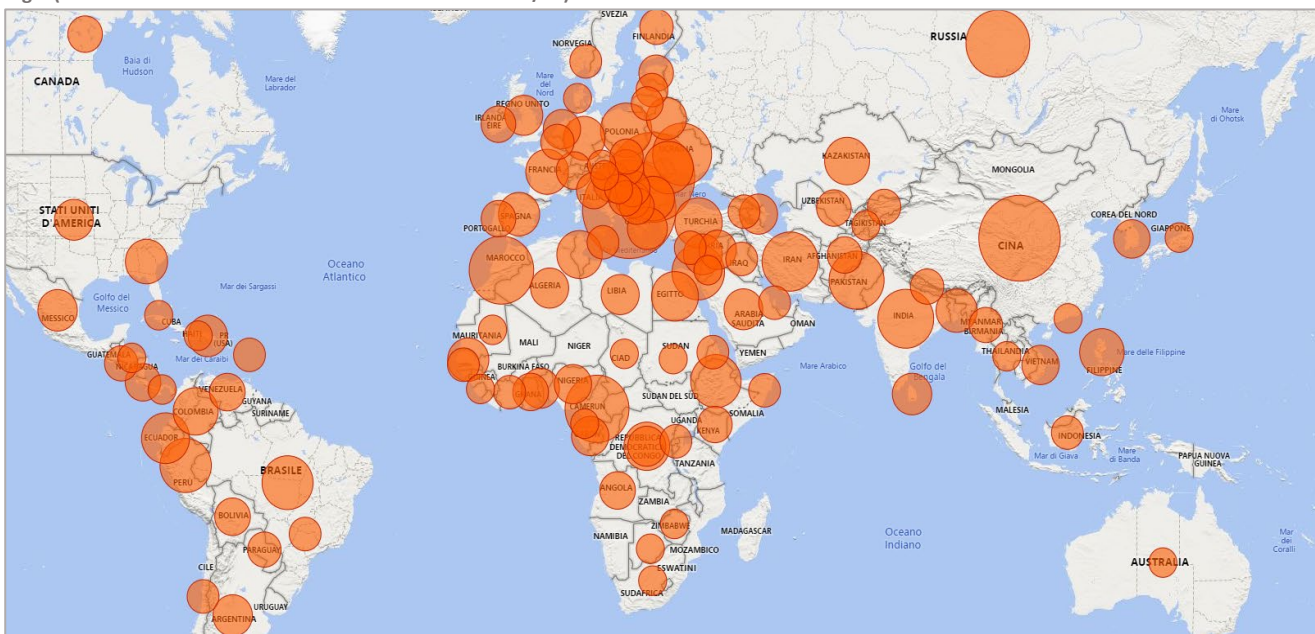 SVEZIA
FINLANDIA
NORVEGIA
RUSSIA
Baia di
Hudson
CANADA
Mare del
Labrador
Mare
del
Nord
REGNO UNITO
IRLANDA
EIRE
POLONIA
Mare
di Ohotsk
FRANCIA
KAZAKISTAN
MONGOLIA
STATI UNITI
D'AMERICA
PORTOGALLO
SPAGNA
TURCHIA
UZBEKISTAN
TAGIKISTAN
COREA DEL NORD
GIAPPONE
CINA
Oceano
Atlantico
MAROCCO
IRAQ
IRAN
AFGHANISTAN
PAKISTAN
Mar dei Sargassi
Golfo del
Messico
MESSICO
ALGERIA
LIBIA
EGITTO
ARABIA
SAUDITA
OMAN
INDIA
MYANMAR
BIRMANIA
CUBA
HAITI
PR
(USA)
MAURITANIA
MALI
NIGER
CIAD
SUDAN
YEMEN
Mare Arabico
Golfo del
Bengala
THAILANDIA
VIETNAM
FILIPPINE
Mare delle Filippine
GUATEMALA
NICARAGUA
Mar dei Caraibi
VENEZUELA
GUYANA
SURINAME
COLOMBIA
GUINEA
BURKINA FASO
GHANA
NIGERIA
CAMERUN
SUDAN DEL SUD
SOMALIA
MALESIA
ECUADOR
UGANDA
KENYA
REPUBBLICA
DEMOCRATICA
DEL CONGO
TANZANIA
INDONESIA
Mar di Giava
Mare
di Banda
PAPUA NUOVA
GUINEA
PERÙ
BRASILE
ANGOLA
ZAMBIA
BOLIVIA
ZIMBABWE
NAMIBIA
MOZAMBICO
MADAGASCAR
Oceano
Indiano
Mar
dei
Coralli
PARAGUAY
CILE
ESWATINI
SUDAFRICA
AUSTRALIA
URUGUAY
ARGENTINA